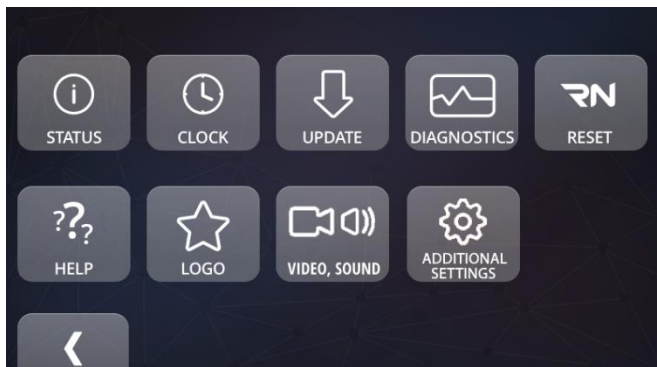 i
STATUS
CLOCK
UPDATE
DIAGNOSTICS
RN
RESET
???
HELP
LOGO
VIDEO, SOUND
ADDITIONAL
SETTINGS